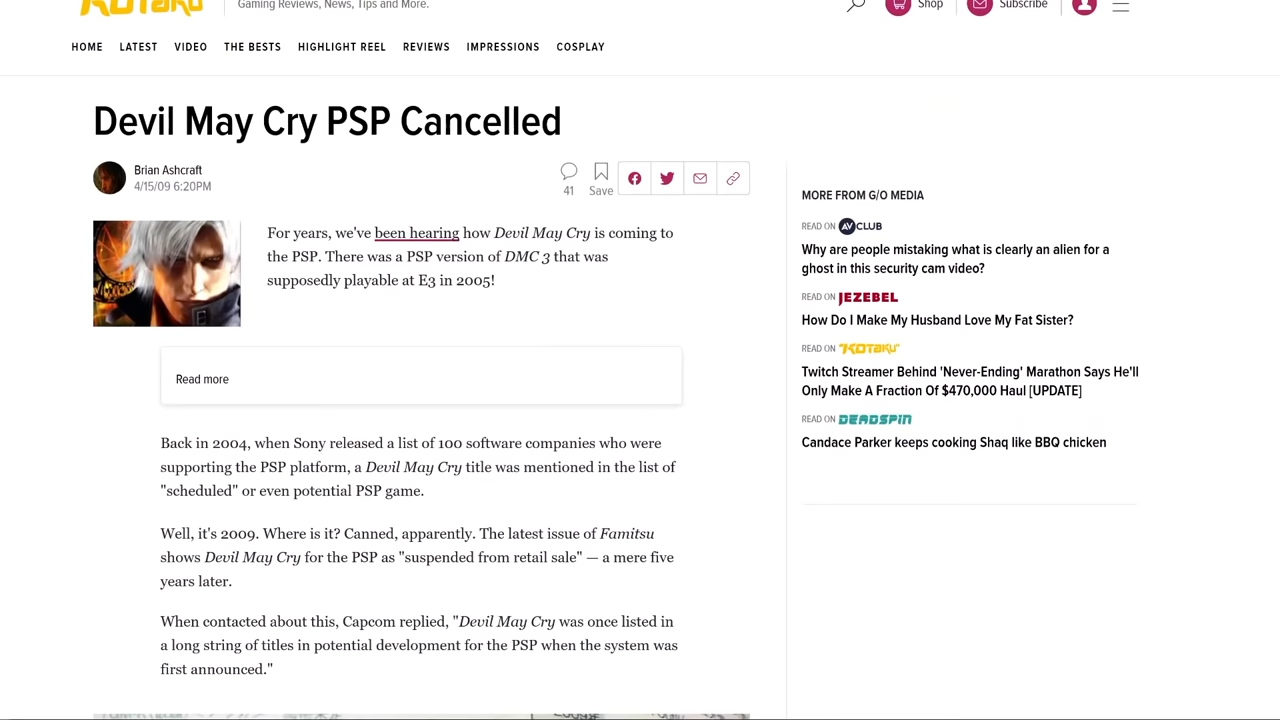 KOTAKU
Gaming Reviews, News, Tips and More.
Shop
Subscribe
HOME LATEST VIDEO THE BESTS HIGHLIGHT REEL REVIEWS IMPRESSIONS COSPLAY
Devil May Cry PSP Cancelled
Brian Ashcraft
4/15/09 6:20PM
41
Save
For years, we've been hearing how Devil May Cry is coming to
the PSP. There was a PSP version of DMC 3 that was
supposedly playable at E3 in 2005!
Read more
Back in 2004, when Sony released a list of 100 software companies who were
supporting the PSP platform, a Devil May Cry title was mentioned in the list of
"scheduled" or even potential PSP game.
Well, it's 2009. Where is it? Canned, apparently. The latest issue of Famitsu
shows Devil May Cry for the PSP as "suspended from retail sale" — a mere five
years later.
When contacted about this, Capcom replied, "Devil May Cry was once listed in
a long string of titles in potential development for the PSP when the system was
first announced."
MORE FROM G/O MEDIA
READ ON AV CLUB
Why are people mistaking what is clearly an alien for a
ghost in this security cam video?
READ ON JEZEBEL
How Do I Make My Husband Love My Fat Sister?
READ ON KOTAKU
Twitch Streamer Behind 'Never-Ending' Marathon Says He'll
Only Make A Fraction Of $470,000 Haul [UPDATE]
READ ON DEADSPIN
Candace Parker keeps cooking Shaq like BBQ chicken